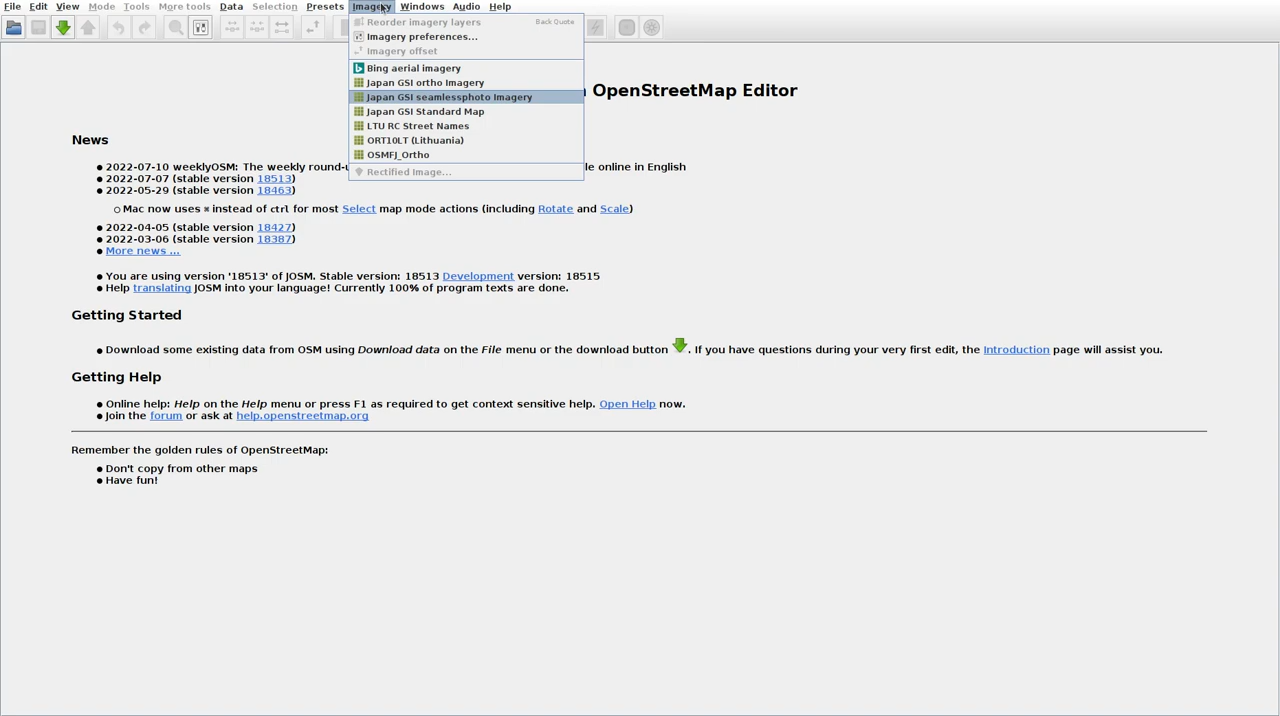 File Edit View Mode Tools More tools Data Selection Presets Imagery Windows Audio Help
Reorder imagery layers Back Quote
Imagery preferences...
Imagery offset
Bing aerial imagery
Japan GSI ortho Imagery
Japan GSI seamlessphoto Imagery
Japan GSI Standard Map
LTU RC Street Names
ORT10LT (Lithuania)
OSMFJ_Ortho
Rectified Image...
OpenStreetMap Editor
News
2022-07-10 weeklyOSM: The weekly round-u le online in English
2022-07-07 (stable version 18513)
2022-05-29 (stable version 18463)
Mac now uses ⌘ instead of ctrl for most Select map mode actions (including Rotate and Scale)
2022-04-05 (stable version 18427)
2022-03-06 (stable version 18387)
More news ...
You are using version '18513' of JOSM. Stable version: 18513 Development version: 18515
Help translating JOSM into your language! Currently 100% of program texts are done.
Getting Started
Download some existing data from OSM using Download data on the File menu or the download button . If you have questions during your very first edit, the Introduction page will assist you.
Getting Help
Online help: Help on the Help menu or press F1 as required to get context sensitive help. Open Help now.
Join the forum or ask at help.openstreetmap.org
Remember the golden rules of OpenStreetMap:
Don't copy from other maps
Have fun!